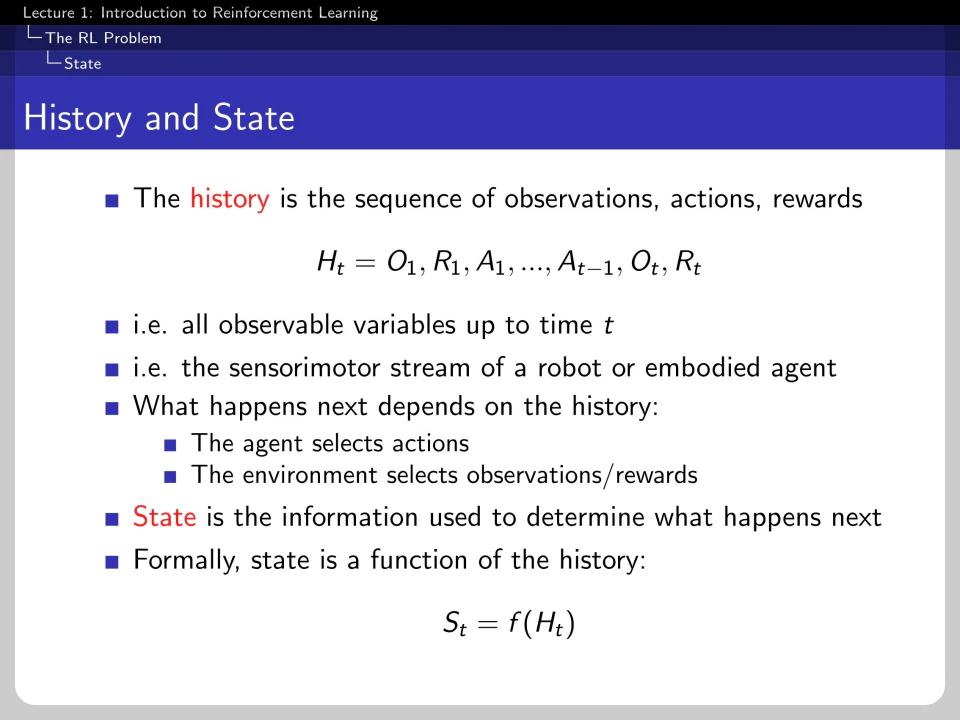 Lecture 1: Introduction to Reinforcement Learning
The RL Problem
State
History and State
The history is the sequence of observations, actions, rewards
H_t = O_1, R_1, A_1, ..., A_{t−1}, O_t, R_t
i.e. all observable variables up to time t
i.e. the sensorimotor stream of a robot or embodied agent
What happens next depends on the history:
The agent selects actions
The environment selects observations/rewards
State is the information used to determine what happens next
Formally, state is a function of the history:
S_t = f(H_t)